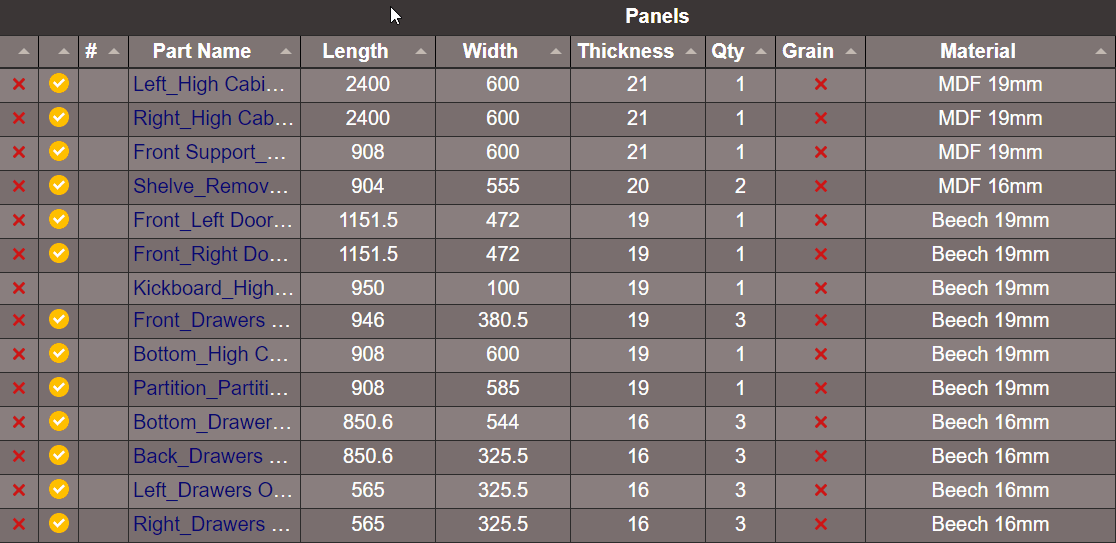 Panels
# Part Name Length Width Thickness Qty Grain Material
Left_High Cabi... 2400 600 21 1 MDF 19mm
Right_High Cab... 2400 600 21 1 MDF 19mm
Front Support_... 908 600 21 1 MDF 19mm
Shelve_Remov... 904 555 20 2 MDF 16mm
Front_Left Door... 1151.5 472 19 1 Beech 19mm
Front_Right Do... 1151.5 472 19 1 Beech 19mm
Kickboard_High... 950 100 19 1 Beech 19mm
Front_Drawers ... 946 380.5 19 3 Beech 19mm
Bottom_High C... 908 600 19 1 Beech 19mm
Partition_Partiti... 908 585 19 1 Beech 19mm
Bottom_Drawer... 850.6 544 16 3 Beech 16mm
Back_Drawers ... 850.6 325.5 16 3 Beech 16mm
Left_Drawers O... 565 325.5 16 3 Beech 16mm
Right_Drawers ... 565 325.5 16 3 Beech 16mm